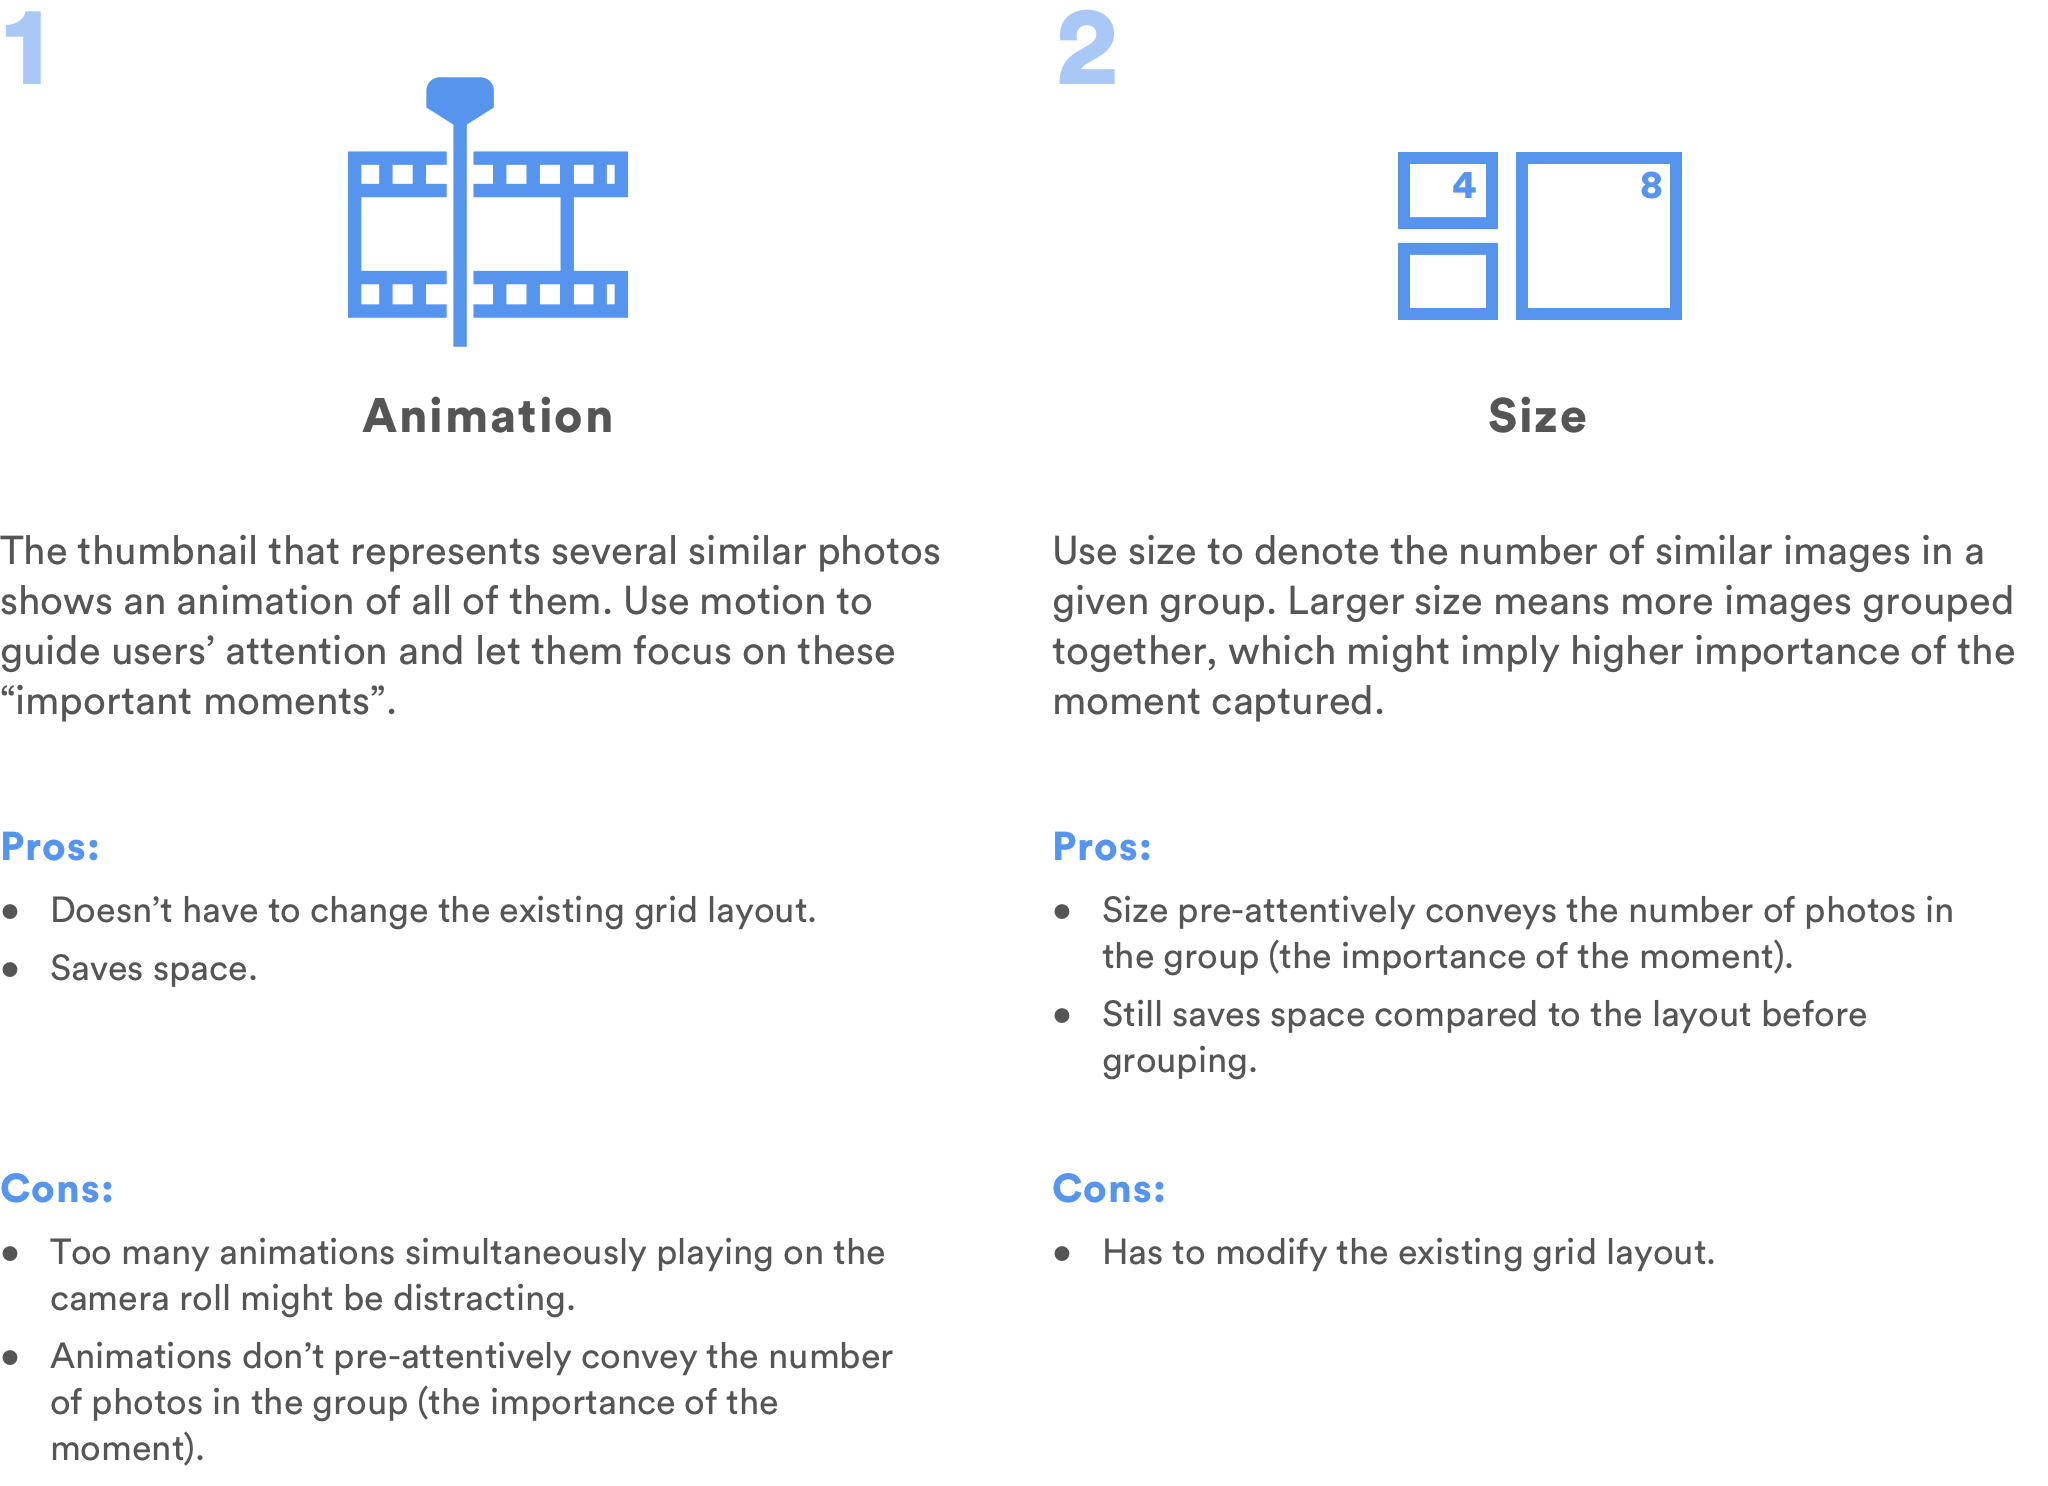 1
Animation
The thumbnail that represents several similar photos
shows an animation of all of them. Use motion to
guide users’ attention and let them focus on these
“important moments”.
Pros:
● Doesn’t have to change the existing grid layout.
● Saves space.
Cons:
● Too many animations simultaneously playing on the
camera roll might be distracting.
● Animations don’t pre-attentively convey the number
of photos in the group (the importance of the
moment).
2
4
8
Size
Use size to denote the number of similar images in a
given group. Larger size means more images grouped
together, which might imply higher importance of the
moment captured.
Pros:
● Size pre-attentively conveys the number of photos in
the group (the importance of the moment).
● Still saves space compared to the layout before
grouping.
Cons:
● Has to modify the existing grid layout.